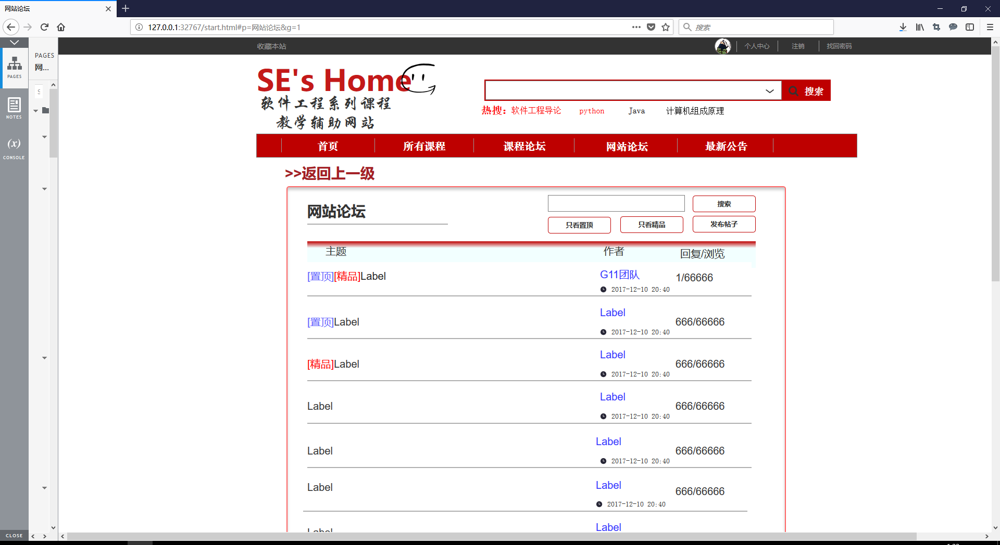 网站论坛
127.0.0.1:32767/start.html#p=网站论坛&g=1
搜索
PAGES
网...
PAGES
S
NOTES
(x)
CONSOLE
CLOSE
收藏本站
个人中心
注销
找回密码
SE's Home
软件工程系列课程
教学辅助网站
搜索
热搜：软件工程导论 python Java 计算机组成原理
首页 所有课程 课程论坛 网站论坛 最新公告
>>返回上一级
网站论坛
搜索
只看置顶 只看精品 发布帖子
主题 作者 回复/浏览
[置顶][精品]Label G11团队 1/66666
2017-12-10 20:40
Label
[置顶]Label 666/66666
2017-12-10 20:40
Label
[精品]Label 666/66666
2017-12-10 20:40
Label
Label 666/66666
2017-12-10 20:40
Label
Label 666/66666
2017-12-10 20:40
Label
Label 666/66666
2017-12-10 20:40
Label
Label